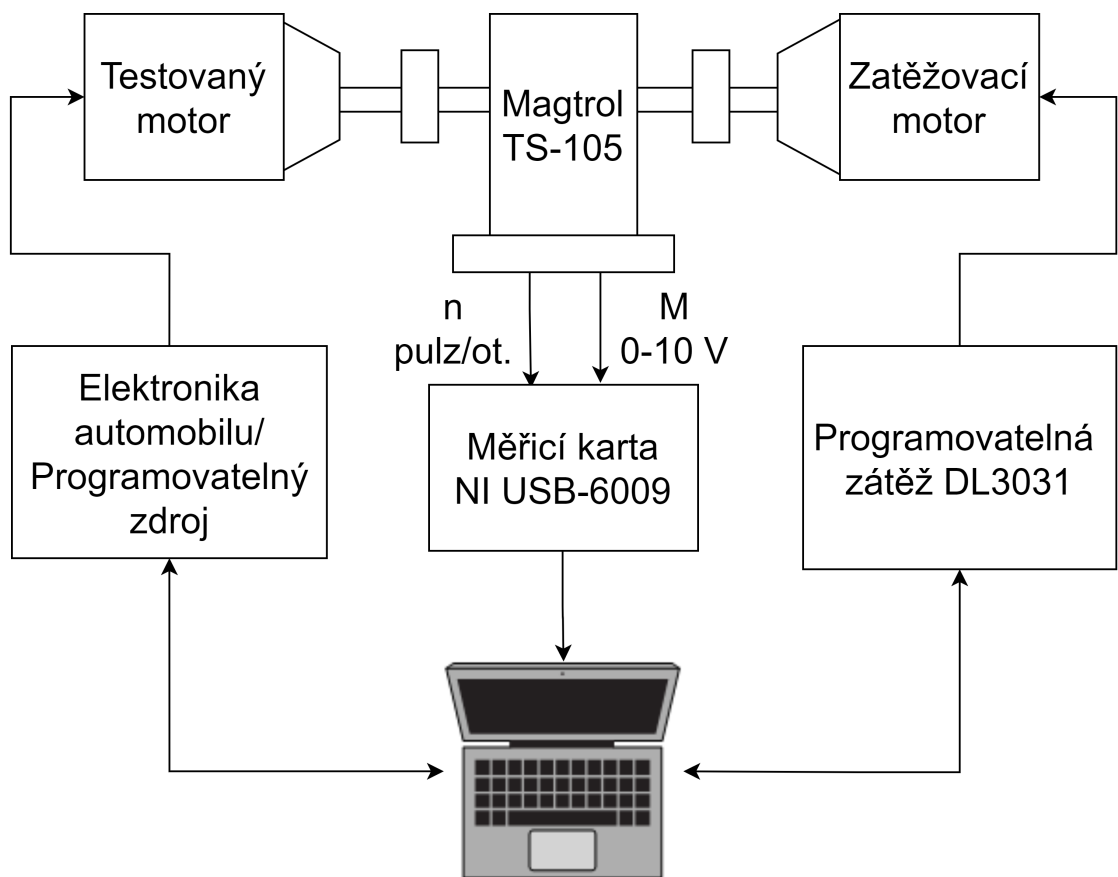 Testovaný
motor
Magtrol
TS-105
Zatěžovací
motor
n
pulz/ot.
M
0-10 V
Elektronika
automobilu/
Programovatelný
zdroj
Měřicí karta
NI USB-6009
Programovatelná
zátěž DL3031